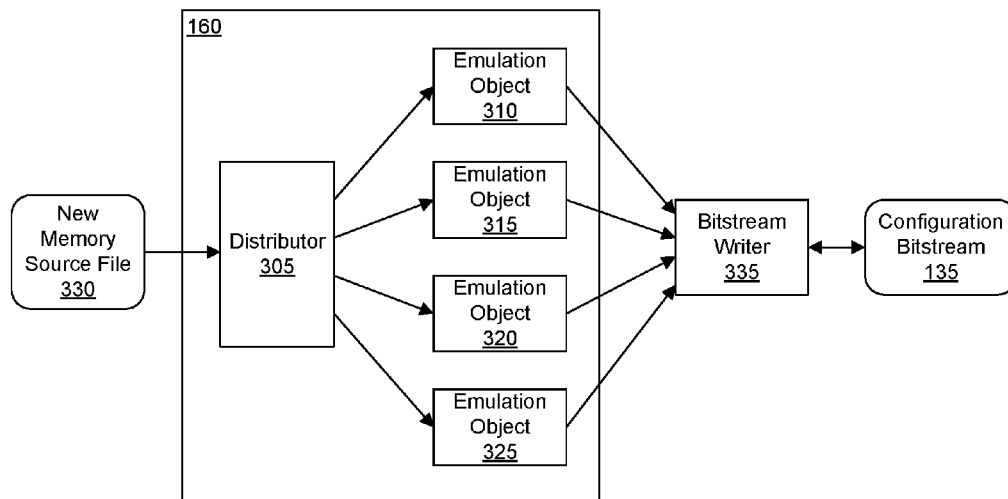 160
New
Memory
Source File
330
Distributor
305
Emulation
Object
310
Emulation
Object
315
Emulation
Object
320
Emulation
Object
325
Bitstream
Writer
335
Configuration
Bitstream
135